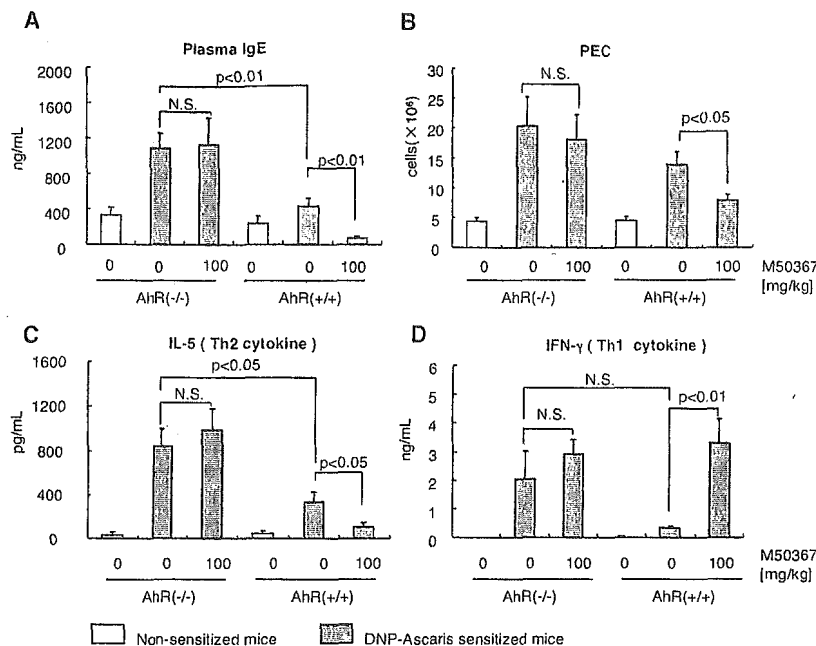 A
Plasma IgE
ng/mL
2000
1600
1200
800
400
0
p<0.01
N.S.
p<0.01
0 0 100 0 0 100
AhR(-/-) AhR(+/+)
B
PEC
cells(×10⁶)
30
25
20
15
10
5
0
N.S.
p<0.05
0 0 100 0 0 100 M50367
[mg/kg]
AhR(-/-) AhR(+/+)
C
IL-5 ( Th2 cytokine )
pg/mL
1600
1200
800
400
0
p<0.05
N.S.
p<0.05
0 0 100 0 0 100
AhR(-/-) AhR(+/+)
D
IFN-γ ( Th1 cytokine )
ng/mL
6
5
4
3
2
1
0
N.S.
N.S.
p<0.01
0 0 100 0 0 100 M50367
[mg/kg]
AhR(-/-) AhR(+/+)
Non-sensitized mice DNP-Ascaris sensitized mice